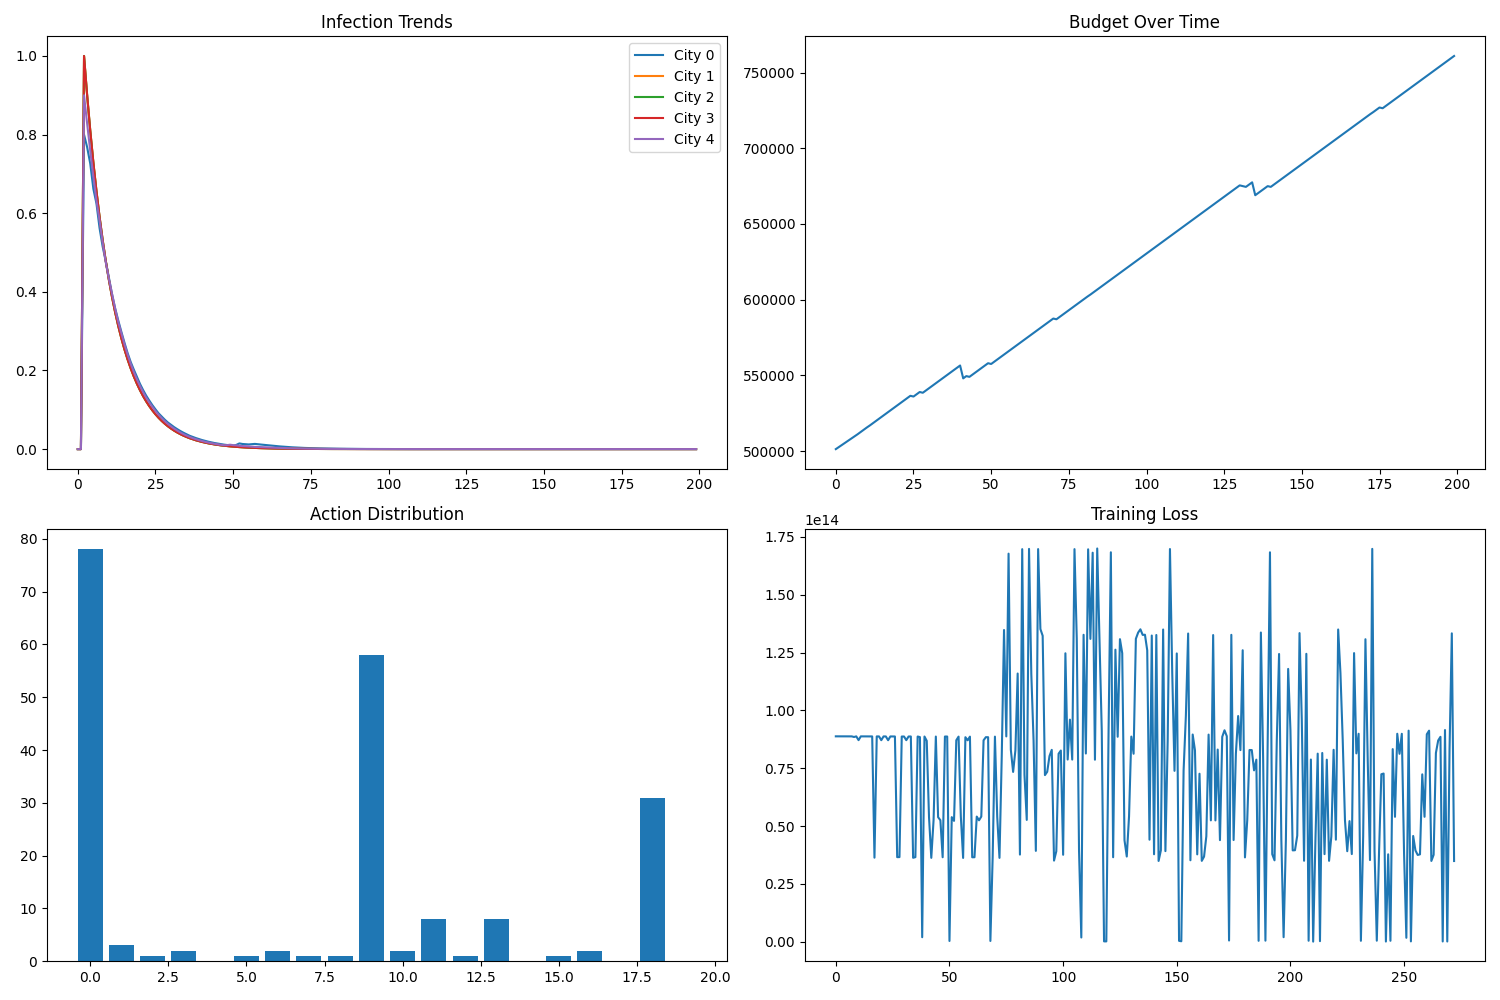 Infection Trends
1.0
0.8
0.6
0.4
0.2
0.0
0 25 50 75 100 125 150 175 200
City 0
City 1
City 2
City 3
City 4
Budget Over Time
750000
700000
650000
600000
550000
500000
0 25 50 75 100 125 150 175 200
Action Distribution
80
70
60
50
40
30
20
10
0
0.0 2.5 5.0 7.5 10.0 12.5 15.0 17.5 20.0
Training Loss
1e14
1.75
1.50
1.25
1.00
0.75
0.50
0.25
0.00
0 50 100 150 200 250